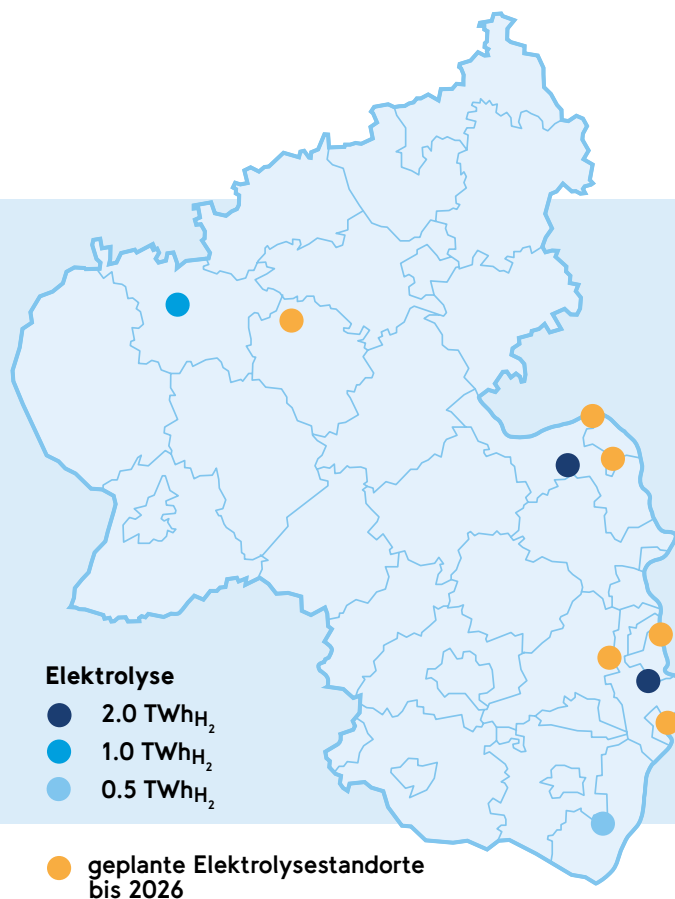 Elektrolyse
2.0 TWhH₂
1.0 TWhH₂
0.5 TWhH₂
geplante Elektrolysestandorte
bis 2026